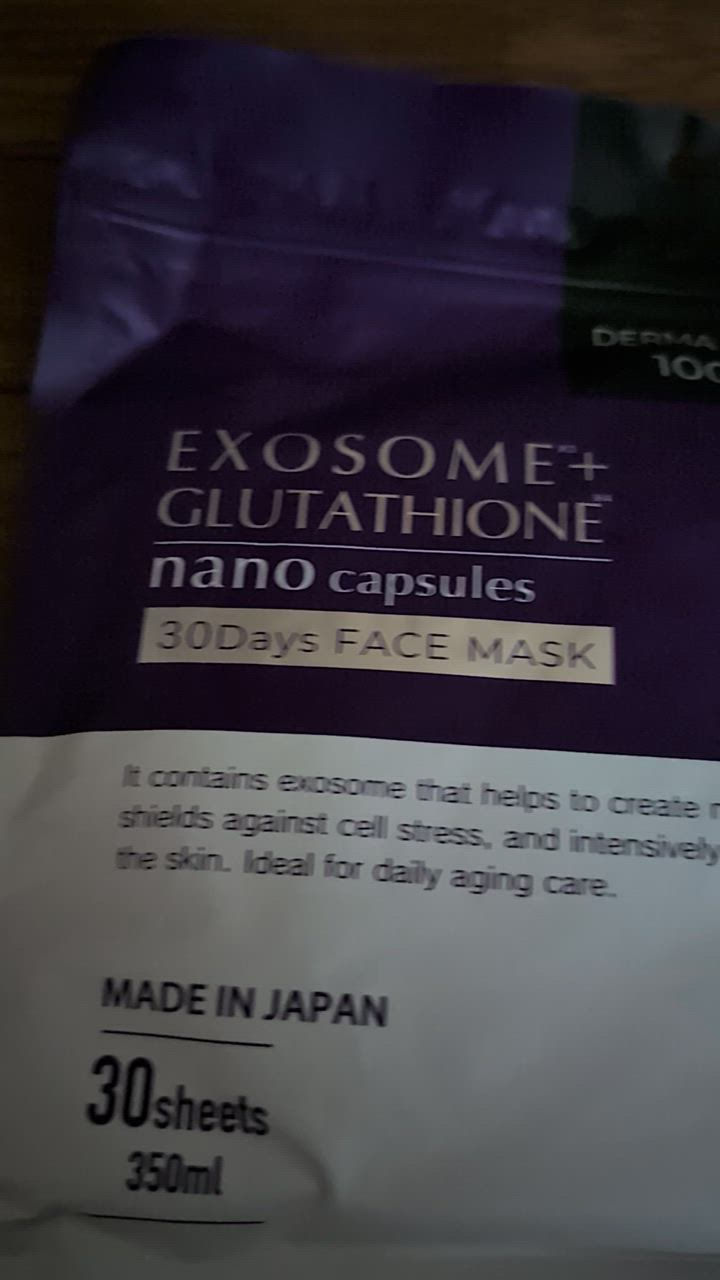 DERMA
100
EXOSOME+
GLUTATHIONE
nano capsules
30Days FACE MASK
It contains exosome that helps to create
shields against cell stress, and intensively
the skin. Ideal for daily aging care.
MADE IN JAPAN
30sheets
350ml